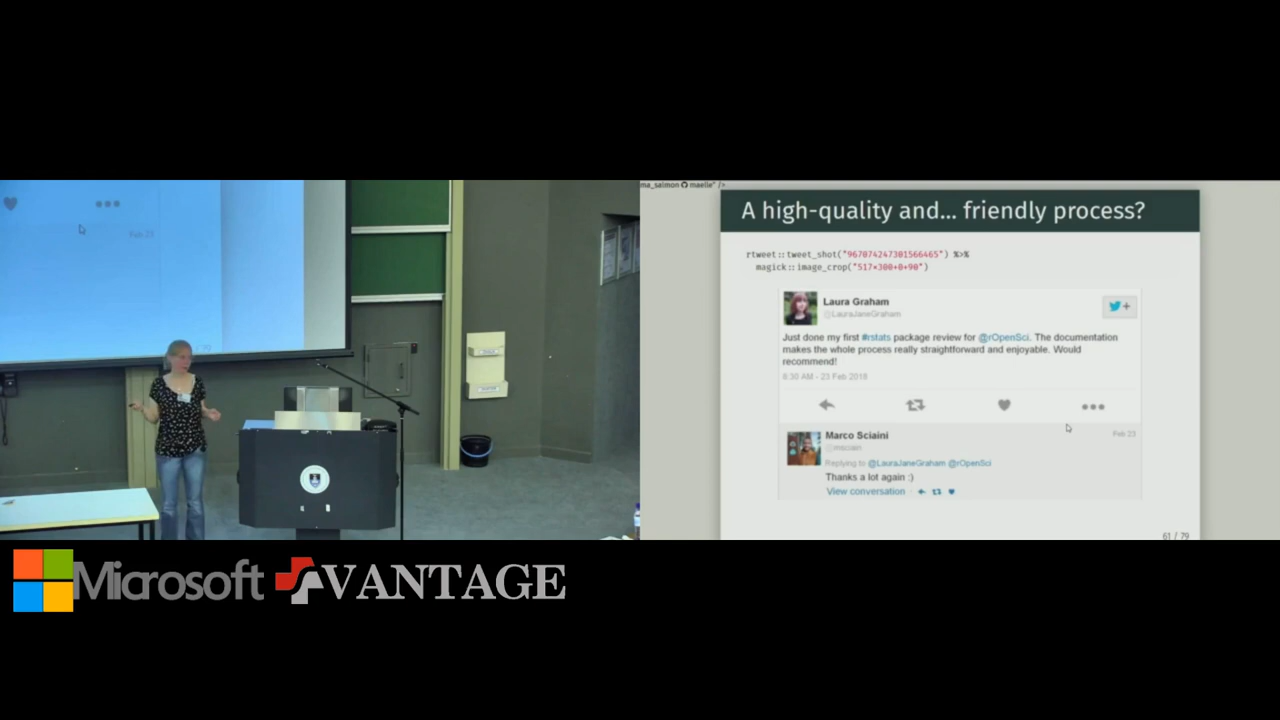 Feb 23
ma_salmon maelle" />
A high-quality and... friendly process?
rtweet::tweet_shot("967074247301566465") %>%
magick::image_crop("517×300+0+90")
Laura Graham
@LauraJaneGraham
Just done my first #rstats package review for @rOpenSci. The documentation
makes the whole process really straightforward and enjoyable. Would
recommend!
8:30 AM - 23 Feb 2018
Marco Sciaini
@msciain
Feb 23
Replying to @LauraJaneGraham @rOpenSci
Thanks a lot again :)
View conversation
61 / 79
Microsoft
VANTAGE